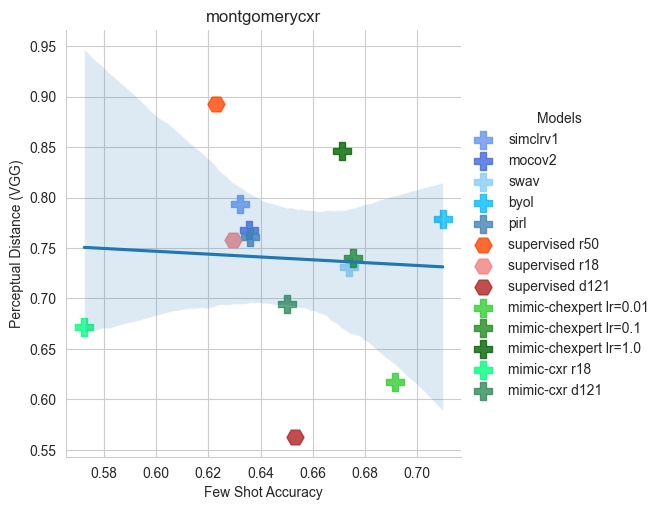 montgomerycxr
0.95
0.90
0.85
0.80
0.75
0.70
0.65
0.60
0.55
Perceptual Distance (VGG)
0.58 0.60 0.62 0.64 0.66 0.68 0.70
Few Shot Accuracy
Models
simclrv1
mocov2
swav
byol
pirl
supervised r50
supervised r18
supervised d121
mimic-chexpert lr=0.01
mimic-chexpert lr=0.1
mimic-chexpert lr=1.0
mimic-cxr r18
mimic-cxr d121